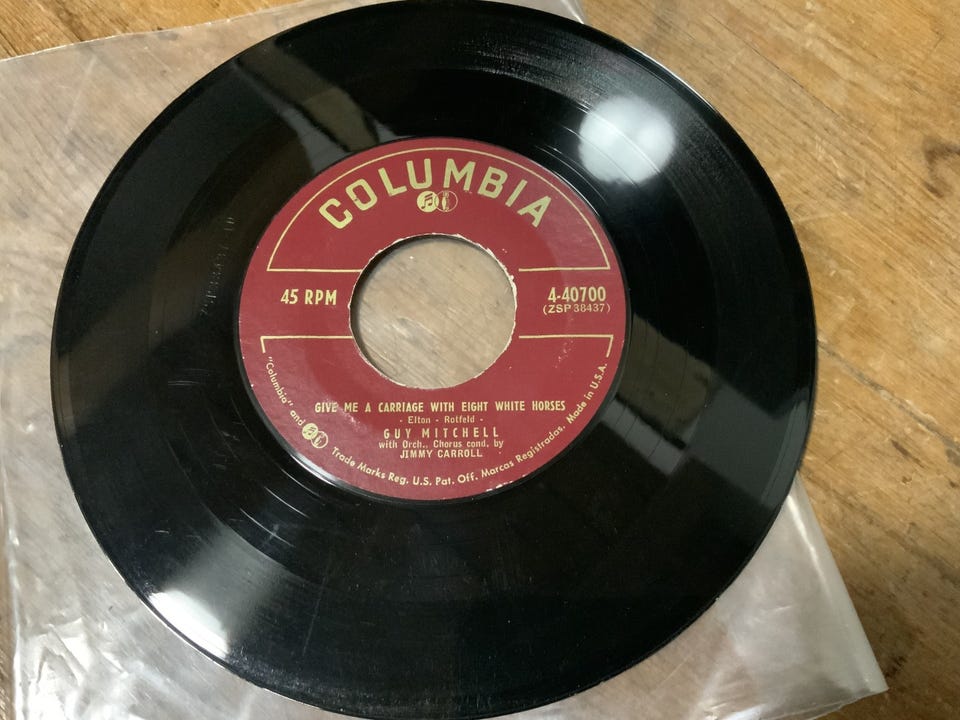 COLUMBIA
45 RPM
4-40700
(ZSP 38437)
GIVE ME A CARRIAGE WITH EIGHT WHITE HORSES
- Elton - Rotfeld -
GUY MITCHELL
with Orch., Chorus cond. by
JIMMY CARROLL
"Columbia" and Trade Marks Reg. U.S. Pat. Off. Marcas Registradas. Made in U.S.A.